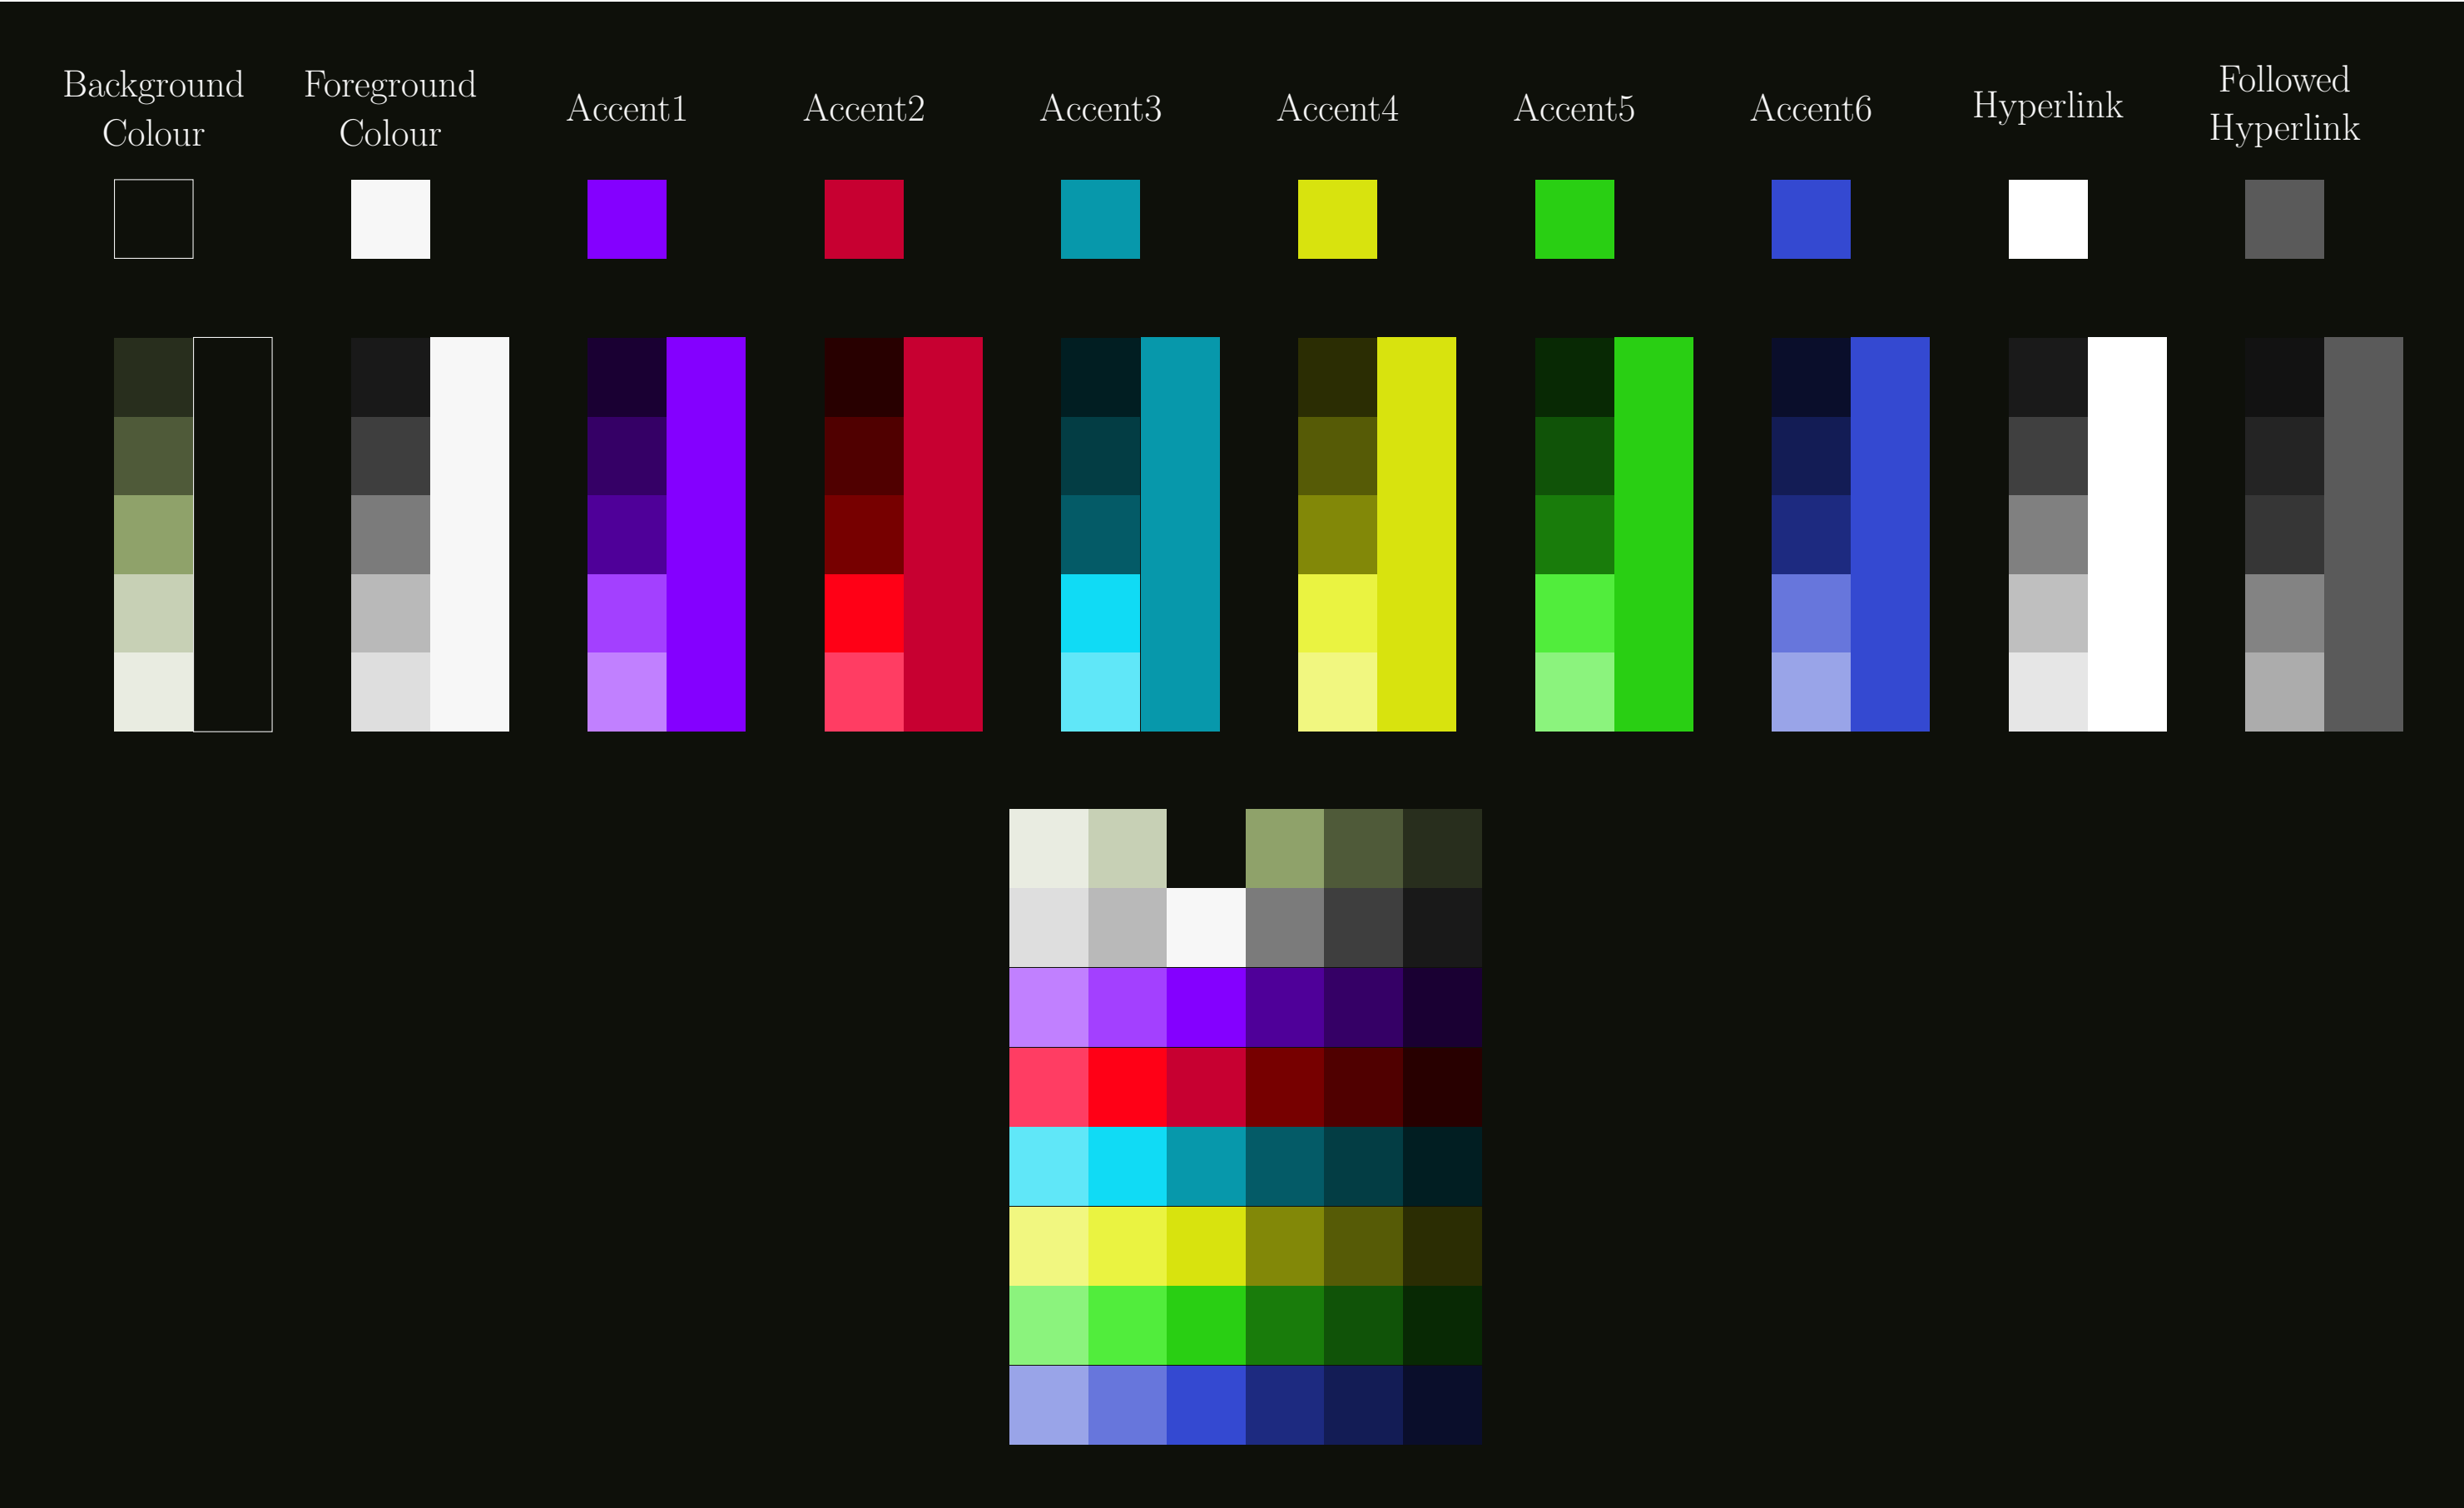 Background
Colour
Foreground
Colour
Accent1
Accent2
Accent3
Accent4
Accent5
Accent6
Hyperlink
Followed
Hyperlink